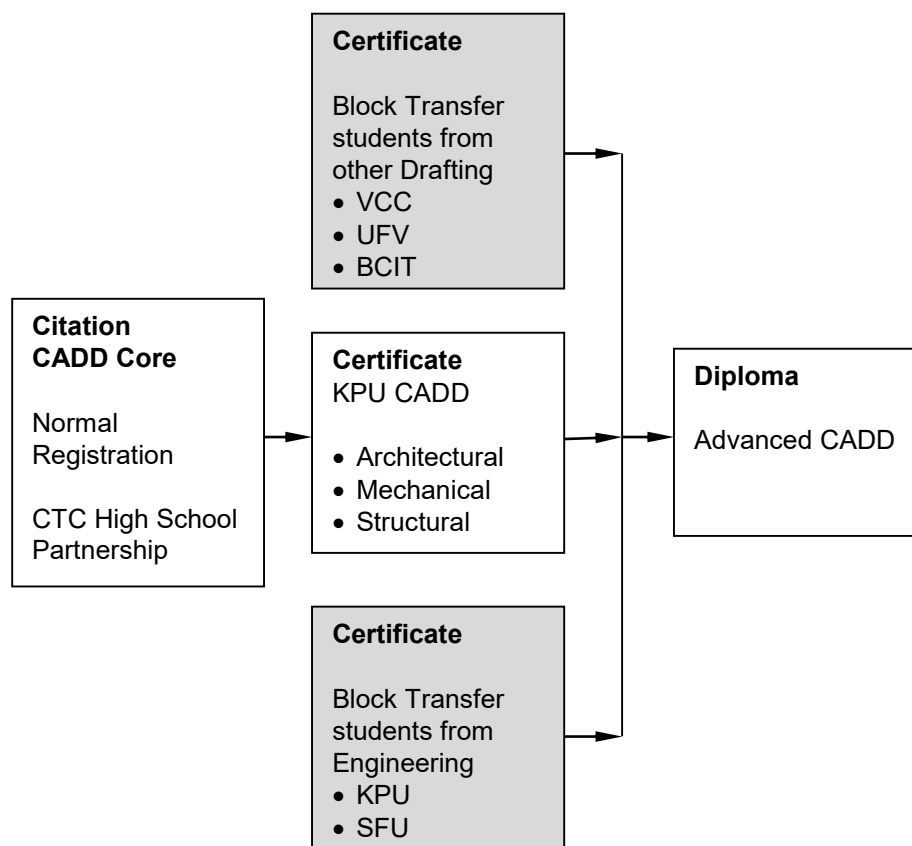 Certificate
Block Transfer
students from
other Drafting
• VCC
• UFV
• BCIT
Citation
CADD Core
Normal
Registration
CTC High School
Partnership
Certificate
KPU CADD
• Architectural
• Mechanical
• Structural
Diploma
Advanced CADD
Certificate
Block Transfer
students from
Engineering
• KPU
• SFU